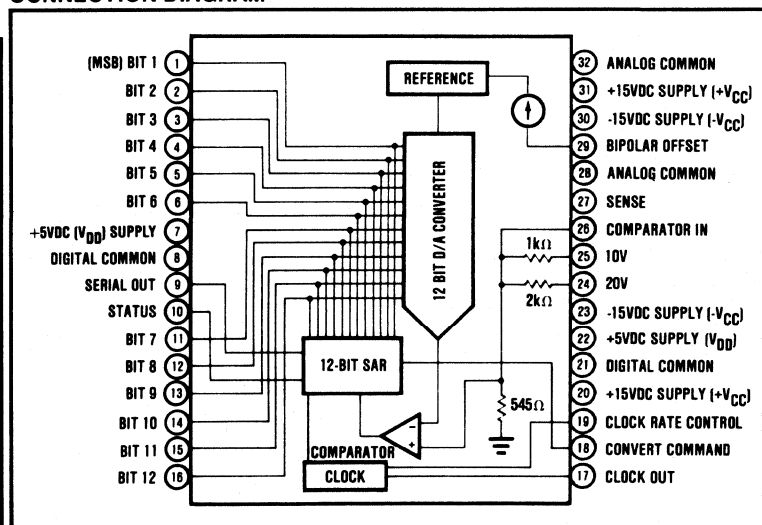 CONNECTION DIAGRAM
(MSB) BIT 1 1
BIT 2 2
BIT 3 3
BIT 4 4
BIT 5 5
BIT 6 6
+5VDC (VDD) SUPPLY 7
DIGITAL COMMON 8
SERIAL OUT 9
STATUS 10
BIT 7 11
BIT 8 12
BIT 9 13
BIT 10 14
BIT 11 15
BIT 12 16
REFERENCE
12 BIT D/A CONVERTER
12-BIT SAR
COMPARATOR
CLOCK
−
+
1kΩ
2kΩ
545Ω
32 ANALOG COMMON
31 +15VDC SUPPLY (+VCC)
30 -15VDC SUPPLY (-VCC)
29 BIPOLAR OFFSET
28 ANALOG COMMON
27 SENSE
26 COMPARATOR IN
25 10V
24 20V
23 -15VDC SUPPLY (-VCC)
22 +5VDC SUPPLY (VDD)
21 DIGITAL COMMON
20 +15VDC SUPPLY (+VCC)
19 CLOCK RATE CONTROL
18 CONVERT COMMAND
17 CLOCK OUT